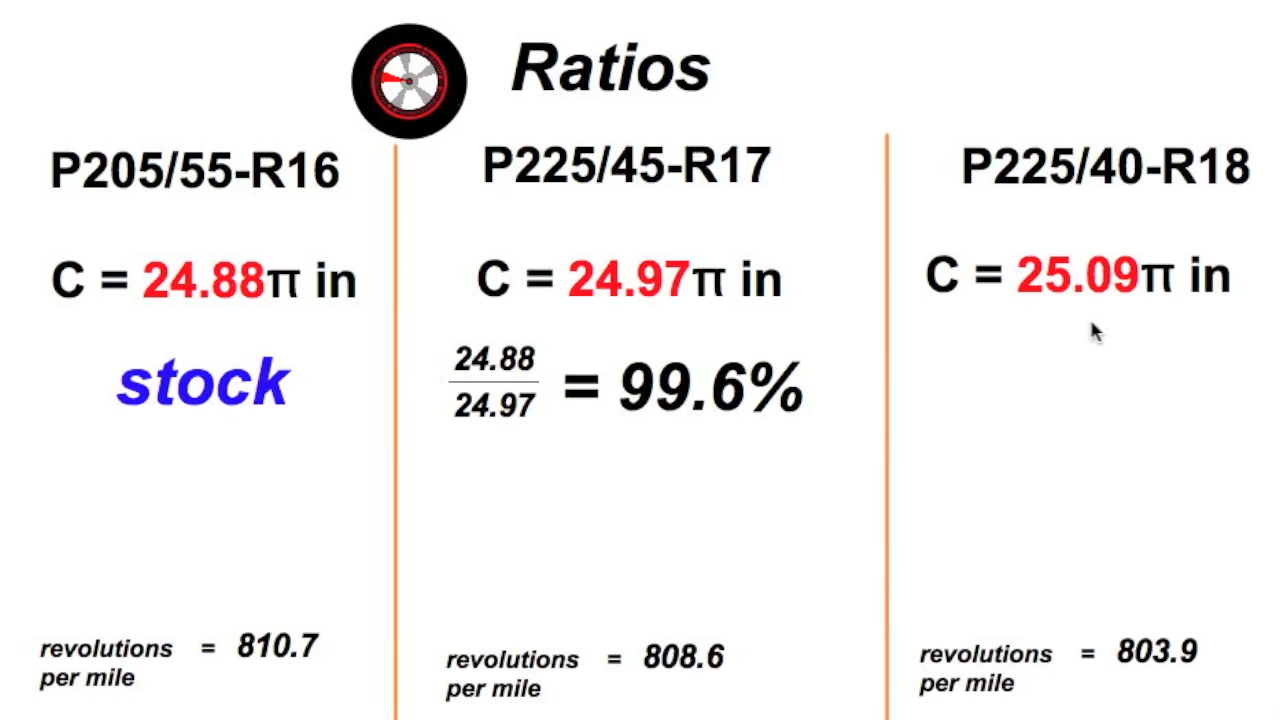 Ratios
P205/55-R16
C = 24.88π in
stock
revolutions = 810.7
per mile
P225/45-R17
C = 24.97π in
24.88
24.97
= 99.6%
revolutions = 808.6
per mile
P225/40-R18
C = 25.09π in
revolutions = 803.9
per mile